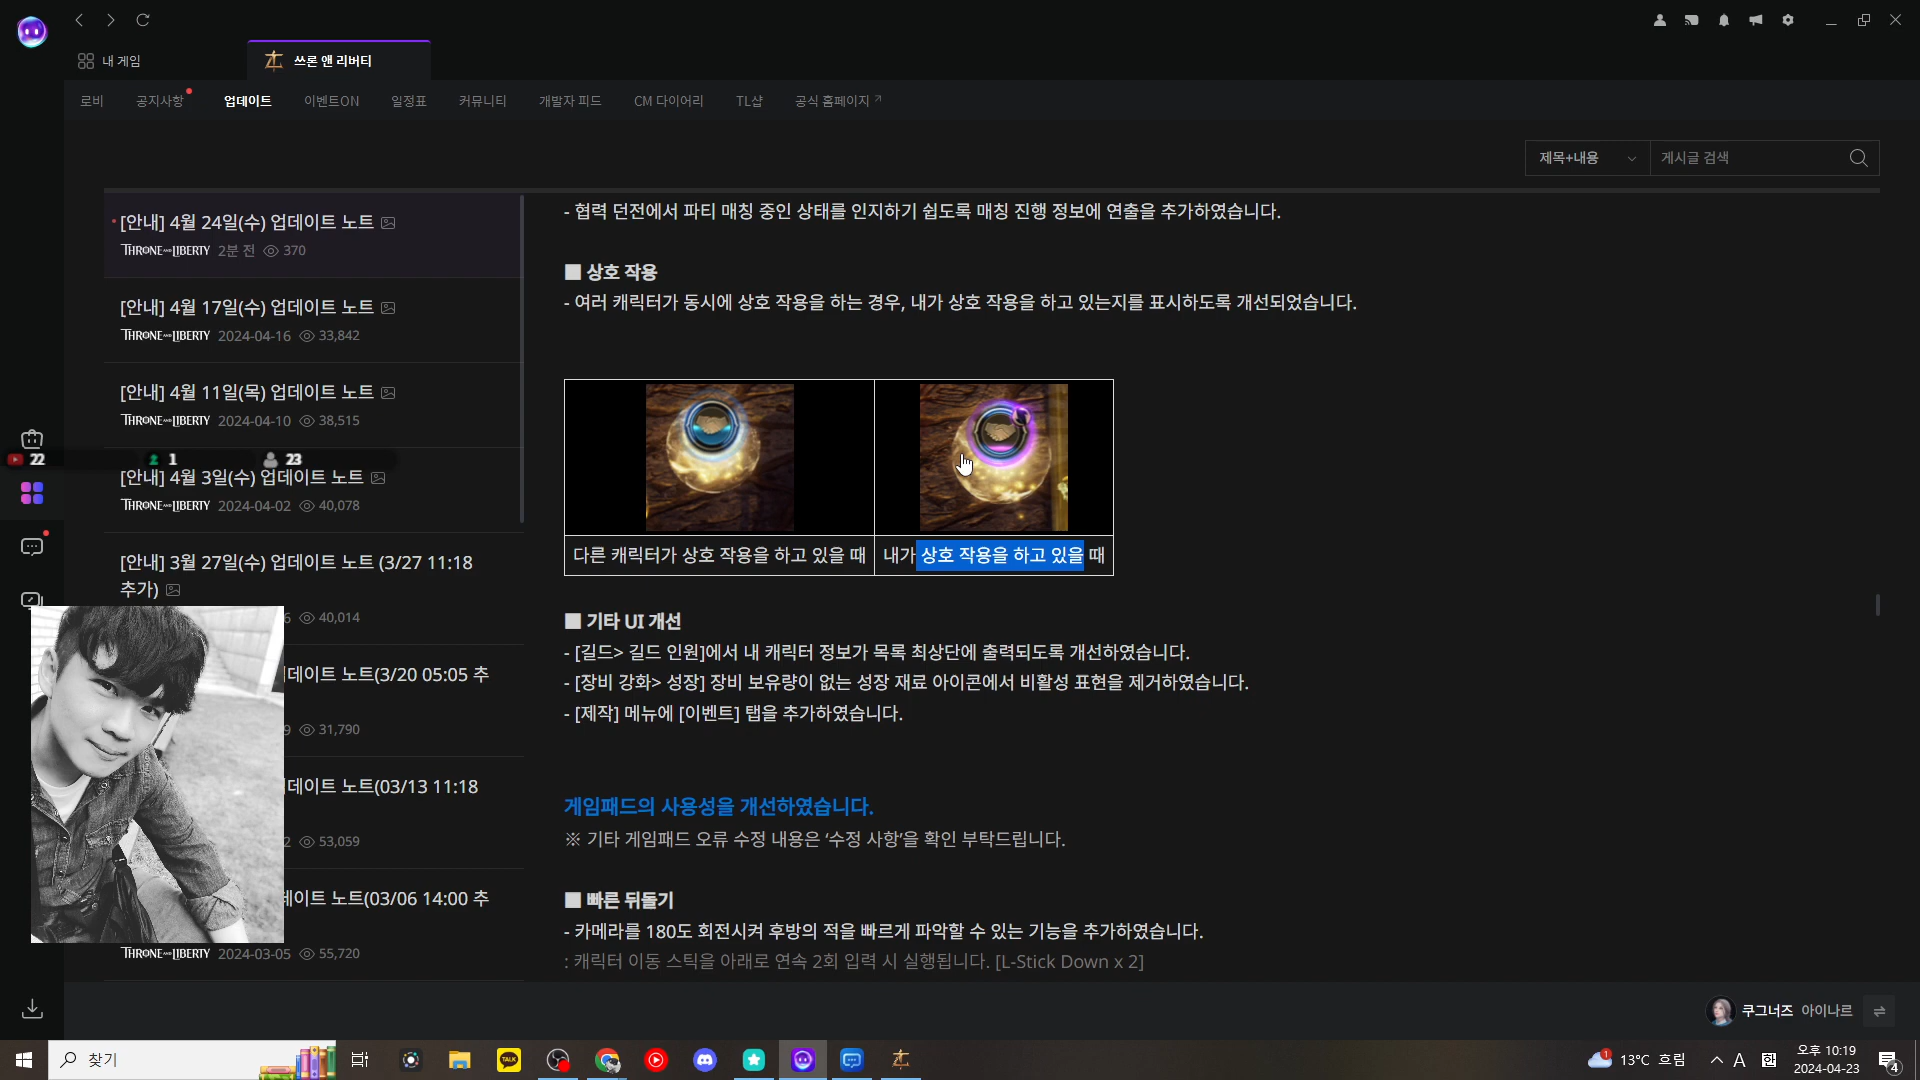 내 게임
쓰론 앤 리버티
로비 공지사항 업데이트 이벤트ON 일정표 커뮤니티 개발자 피드 CM 다이어리 TL샵 공식 홈페이지
제목+내용 게시글 검색
[안내] 4월 24일(수) 업데이트 노트
THRONE AND LIBERTY 2분 전 370
[안내] 4월 17일(수) 업데이트 노트
THRONE AND LIBERTY 2024-04-16 33,842
[안내] 4월 11일(목) 업데이트 노트
THRONE AND LIBERTY 2024-04-10 38,515
22 1 23
[안내] 4월 3일(수) 업데이트 노트
THRONE AND LIBERTY 2024-04-02 40,078
[안내] 3월 27일(수) 업데이트 노트 (3/27 11:18
추가)
6 40,014
데이트 노트(3/20 05:05 추
9 31,790
데이트 노트(03/13 11:18
2 53,059
데이트 노트(03/06 14:00 추
THRONE AND LIBERTY 2024-03-05 55,720
- 협력 던전에서 파티 매칭 중인 상태를 인지하기 쉽도록 매칭 진행 정보에 연출을 추가하였습니다.
■ 상호 작용
- 여러 캐릭터가 동시에 상호 작용을 하는 경우, 내가 상호 작용을 하고 있는지를 표시하도록 개선되었습니다.
다른 캐릭터가 상호 작용을 하고 있을 때 내가 상호 작용을 하고 있을 때
■ 기타 UI 개선
- [길드> 길드 인원]에서 내 캐릭터 정보가 목록 최상단에 출력되도록 개선하였습니다.
- [장비 강화> 성장] 장비 보유량이 없는 성장 재료 아이콘에서 비활성 표현을 제거하였습니다.
- [제작] 메뉴에 [이벤트] 탭을 추가하였습니다.
게임패드의 사용성을 개선하였습니다.
※ 기타 게임패드 오류 수정 내용은 ‘수정 사항’을 확인 부탁드립니다.
■ 빠른 뒤돌기
- 카메라를 180도 회전시켜 후방의 적을 빠르게 파악할 수 있는 기능을 추가하였습니다.
: 캐릭터 이동 스틱을 아래로 연속 2회 입력 시 실행됩니다. [L-Stick Down x 2]
쿠그너즈 아이나르
찾기
TALK
1 13°C 흐림 A 한 오후 10:19
2024-04-23 4